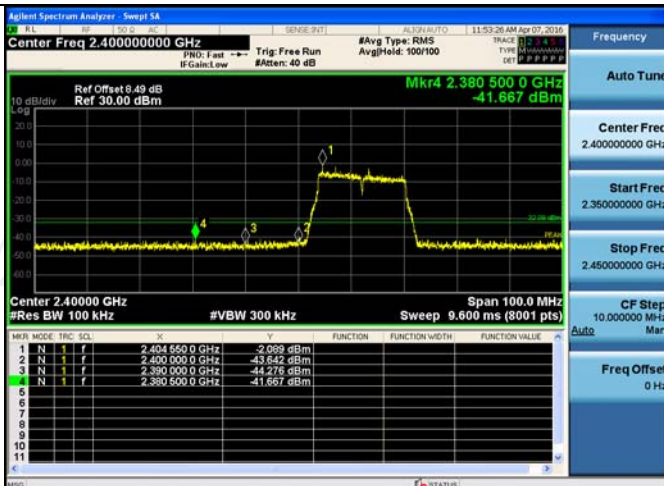 Agilent Spectrum Analyzer - Swept SA
RL RF 50 Ω AC SENSE:INT ALIGNAUTO 11:53:26 AM Apr 07, 2016
Center Freq 2.400000000 GHz
PNO: Fast
IFGain:Low
Trig: Free Run
#Atten: 40 dB
#Avg Type: RMS
Avg|Hold: 100/100
TRACE 1 2 3 4 5
TYPE
DET P P P P P P
Frequency
Ref Offset 8.49 dB
Ref 30.00 dBm
10 dB/div
Log
Mkr4 2.380 500 0 GHz
-41.667 dBm
20.0
10.0
0.00
-10.0
-20.0
-30.0
-40.0
-50.0
-60.0
1
2
3
4
PEAK
Center 2.40000 GHz
#Res BW 100 kHz
#VBW 300 kHz
Span 100.0 MHz
Sweep 9.600 ms (8001 pts)
MKR MODE TRC SCL X Y FUNCTION FUNCTION WIDTH FUNCTION VALUE
1 N 1 f 2.404 550 0 GHz -2.089 dBm
2 N 1 f 2.400 000 0 GHz -43.642 dBm
3 N 1 f 2.390 000 0 GHz -44.276 dBm
4 N 1 f 2.380 500 0 GHz -41.667 dBm
5
6
7
8
9
10
11
MSG
STATUS
Auto Tune
Center Freq
2.400000000 GHz
Start Freq
2.350000000 GHz
Stop Freq
2.450000000 GHz
CF Step
10.000000 MHz
Auto Man
Freq Offset
0 Hz